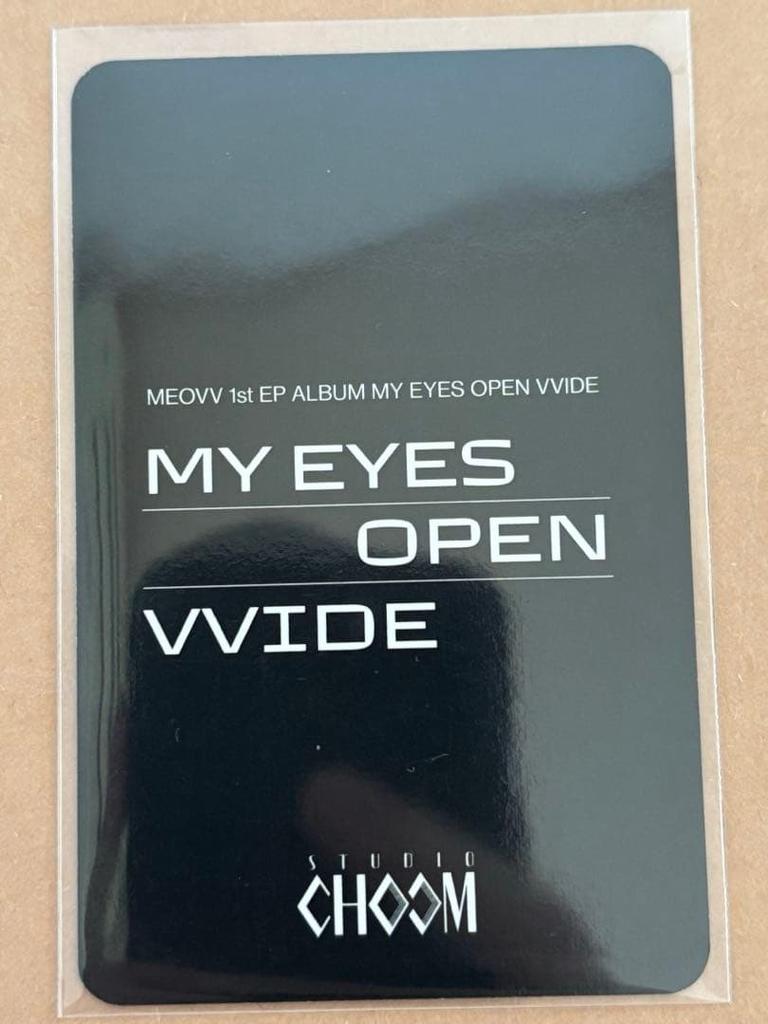 MEOVV 1st EP ALBUM MY EYES OPEN VVIDE
MY EYES
OPEN
VVIDE
STUDIO
CHOOM